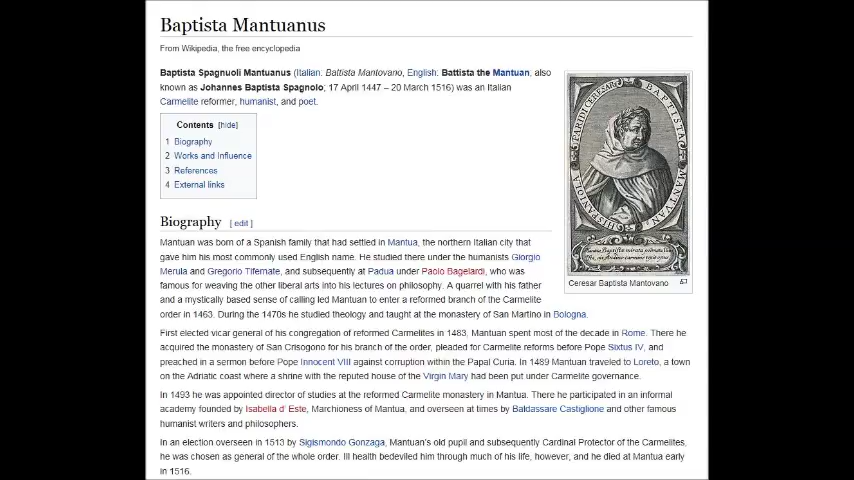 Baptista Mantuanus
From Wikipedia, the free encyclopedia
Baptista Spagnuoli Mantuanus (Italian: Battista Mantovano, English: Battista the Mantuan, also
known as Johannes Baptista Spagnolo; 17 April 1447 – 20 March 1516) was an Italian
Carmelite reformer, humanist, and poet.
Contents [hide]
1 Biography
2 Works and Influence
3 References
4 External links
PARIDI CERESAR BAPTISTA MANTUAN HISPANIOLA
Ceresar Baptista Mantovano
Biography [ edit ]
Mantuan was born of a Spanish family that had settled in Mantua, the northern Italian city that
gave him his most commonly used English name. He studied there under the humanists Giorgio
Merula and Gregorio Tifernate, and subsequently at Padua under Paolo Bagelardi, who was
famous for weaving the other liberal arts into his lectures on philosophy. A quarrel with his father
and a mystically based sense of calling led Mantuan to enter a reformed branch of the Carmelite
order in 1463. During the 1470s he studied theology and taught at the monastery of San Martino in Bologna.
First elected vicar general of his congregation of reformed Carmelites in 1483, Mantuan spent most of the decade in Rome. There he
acquired the monastery of San Crisogono for his branch of the order, pleaded for Carmelite reforms before Pope Sixtus IV, and
preached in a sermon before Pope Innocent VIII against corruption within the Papal Curia. In 1489 Mantuan traveled to Loreto, a town
on the Adriatic coast where a shrine with the reputed house of the Virgin Mary had been put under Carmelite governance.
In 1493 he was appointed director of studies at the reformed Carmelite monastery in Mantua. There he participated in an informal
academy founded by Isabella d' Este, Marchioness of Mantua, and overseen at times by Baldassare Castiglione and other famous
humanist writers and philosophers.
In an election overseen in 1513 by Sigismondo Gonzaga, Mantuan's old pupil and subsequently Cardinal Protector of the Carmelites,
he was chosen as general of the whole order. Ill health bedeviled him through much of his life, however, and he died at Mantua early
in 1516.